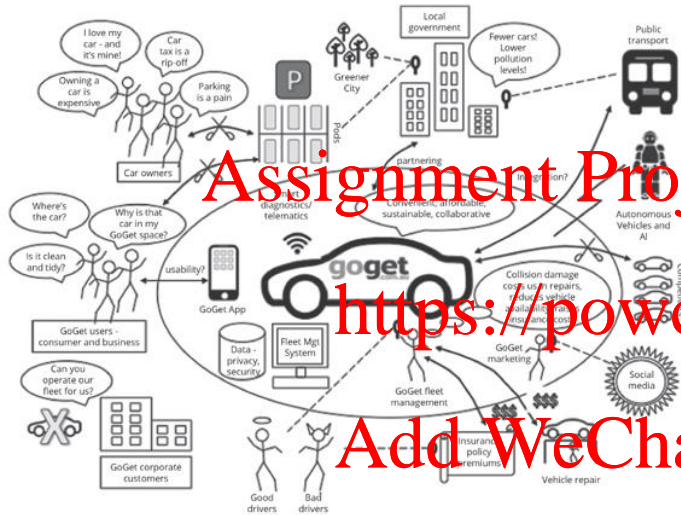 I love my
car - and
it's mine!
Car
tax is a
rip-off
Owning a
car is
expensive
Parking
is a pain
Car owners
P
Pods
Greener
City
Local
government
Fewer cars!
Lower
pollution
levels!
Public
transport
partnering
Integration?
Autonomous
Vehicles and
AI
Assignment Proj
diagnostics/
telematics
Convenient, affordable,
sustainable, collaborative
Where's
the car?
Why is that
car in my
GoGet space?
Is it clean
and tidy?
usability?
GoGet App
GoGet users -
consumer and business
goget
Collision damage
costs us in repairs,
reduces vehicle
https://powc
Data -
privacy,
security
Fleet Mgt
System
GoGet fleet
management
GoGet
marketing
Social
media
Can you
operate our
fleet for us?
GoGet corporate
customers
Good
drivers
Bad
drivers
$$$
$$$
policy
premiums
Add WeCha
Vehicle repair